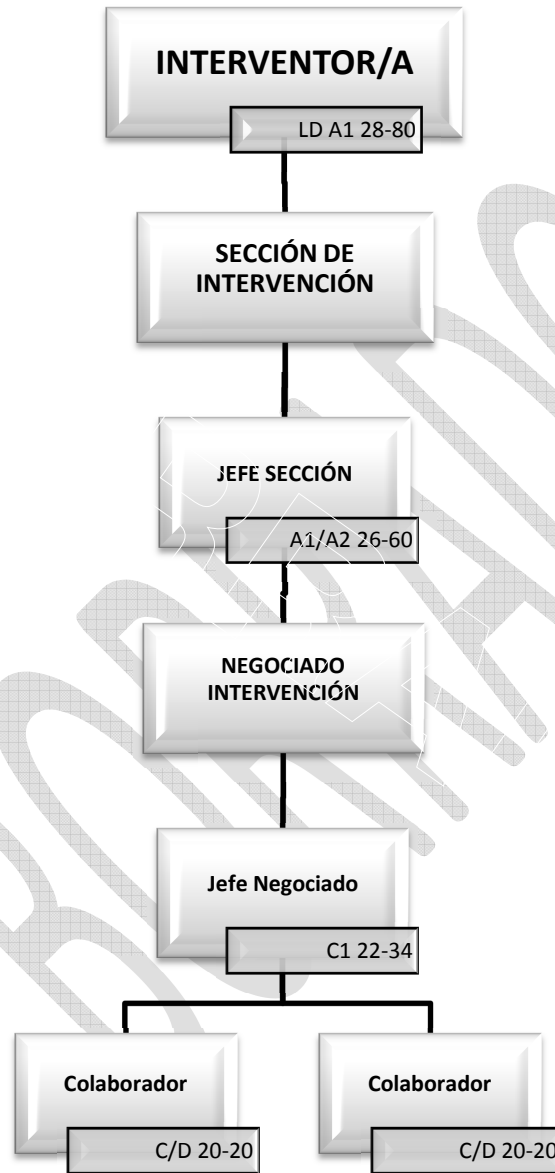 INTERVENTOR/A
LD A1 28-80
SECCIÓN DE
INTERVENCIÓN
JEFE SECCIÓN
A1/A2 26-60
NEGOCIADO
INTERVENCIÓN
Jefe Negociado
C1 22-34
Colaborador
Colaborador
C/D 20-20
C/D 20-20